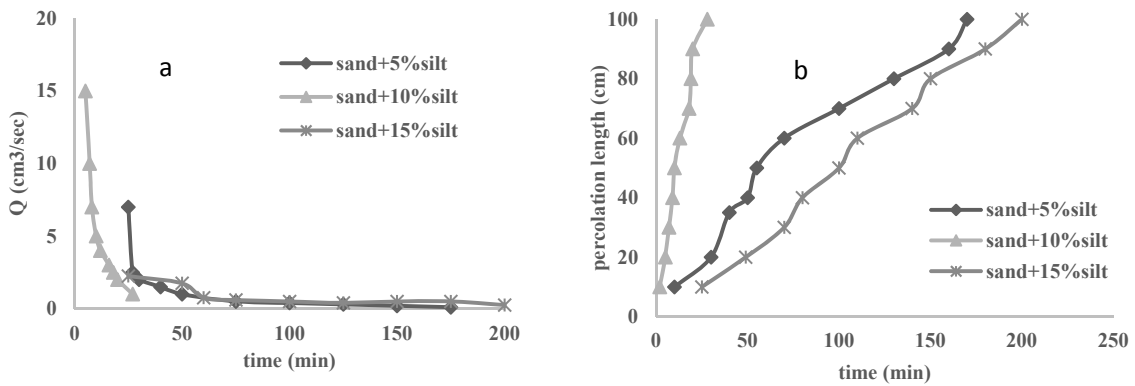 20
15
10
5
0
0 50 100 150 200
Q (cm3/sec)
time (min)
a
sand+5%silt
sand+10%silt
sand+15%silt
100
80
60
40
20
0
0 50 100 150 200 250
percolation length (cm)
time (min)
b
sand+5%silt
sand+10%silt
sand+15%silt